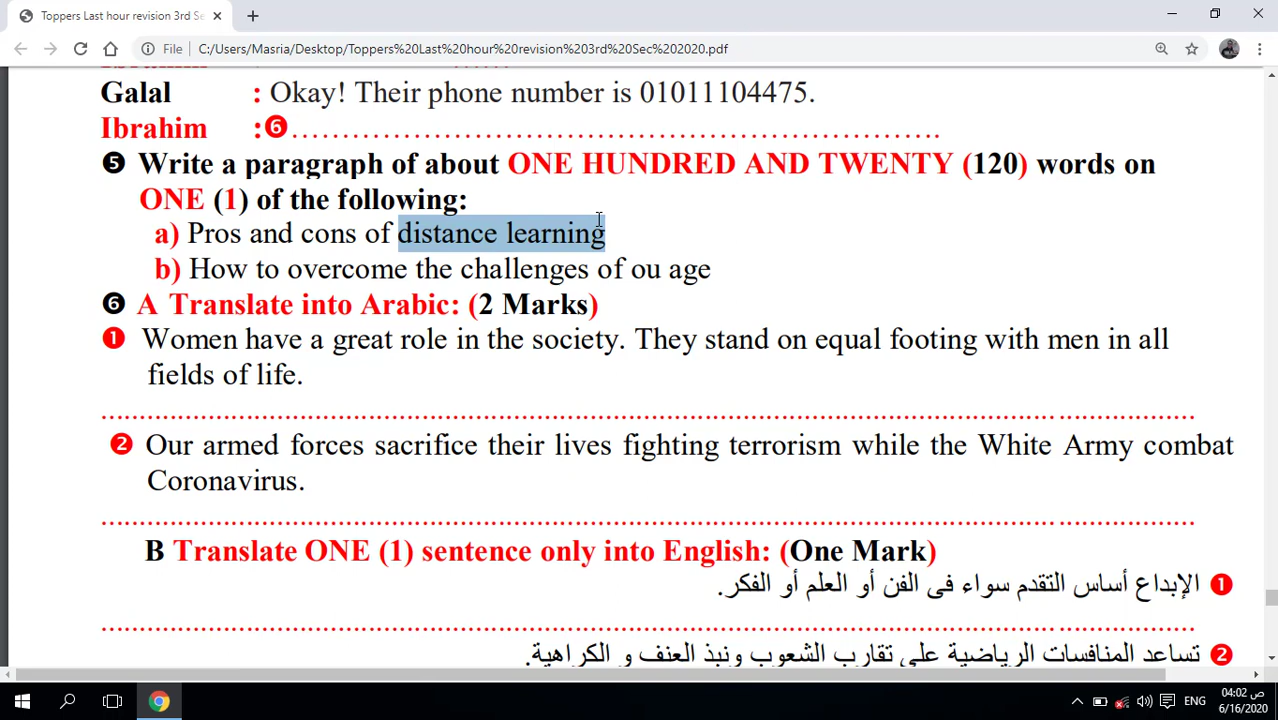 Toppers Last hour revision 3rd Se
File C:/Users/Masria/Desktop/Toppers%20Last%20hour%20revision%203rd%20Sec%202020.pdf
Galal : Okay! Their phone number is 01011104475.
Ibrahim :❻……………………………………………………………….
❺ Write a paragraph of about ONE HUNDRED AND TWENTY (120) words on
ONE (1) of the following:
a) Pros and cons of distance learning
b) How to overcome the challenges of ou age
❻ A Translate into Arabic: (2 Marks)
❶ Women have a great role in the society. They stand on equal footing with men in all
fields of life.
……………………………………………………………………………………………
❷ Our armed forces sacrifice their lives fighting terrorism while the White Army combat
Coronavirus.
……………………………………………………………………………………………
B Translate ONE (1) sentence only into English: (One Mark)
❶ الإبداع أساس التقدم سواء فى الفن أو العلم أو الفكر.
……………………………………………………………………………………………
❷ تساعد المنافسات الرياضية على تقارب الشعوب ونبذ العنف و الكراهية.
ENG
04:02 ص
6/16/2020